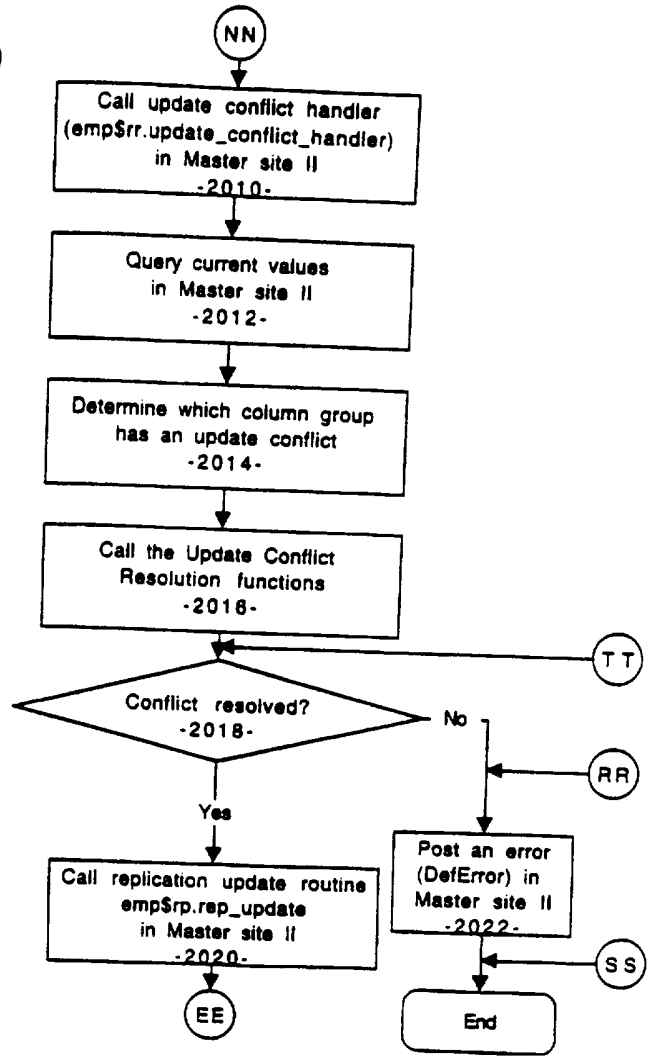 NN
Call update conflict handler
(emp$rr.update_conflict_handler)
in Master site II
-2010-
Query current values
in Master site II
-2012-
Determine which column group
has an update conflict
-2014-
Call the Update Conflict
Resolution functions
-2016-
TT
Conflict resolved?
-2018-
No
RR
Yes
Post an error
(DefError) in
Master site II
-2022-
Call replication update routine
emp$rp.rep_update
in Master site II
-2020-
SS
EE
End